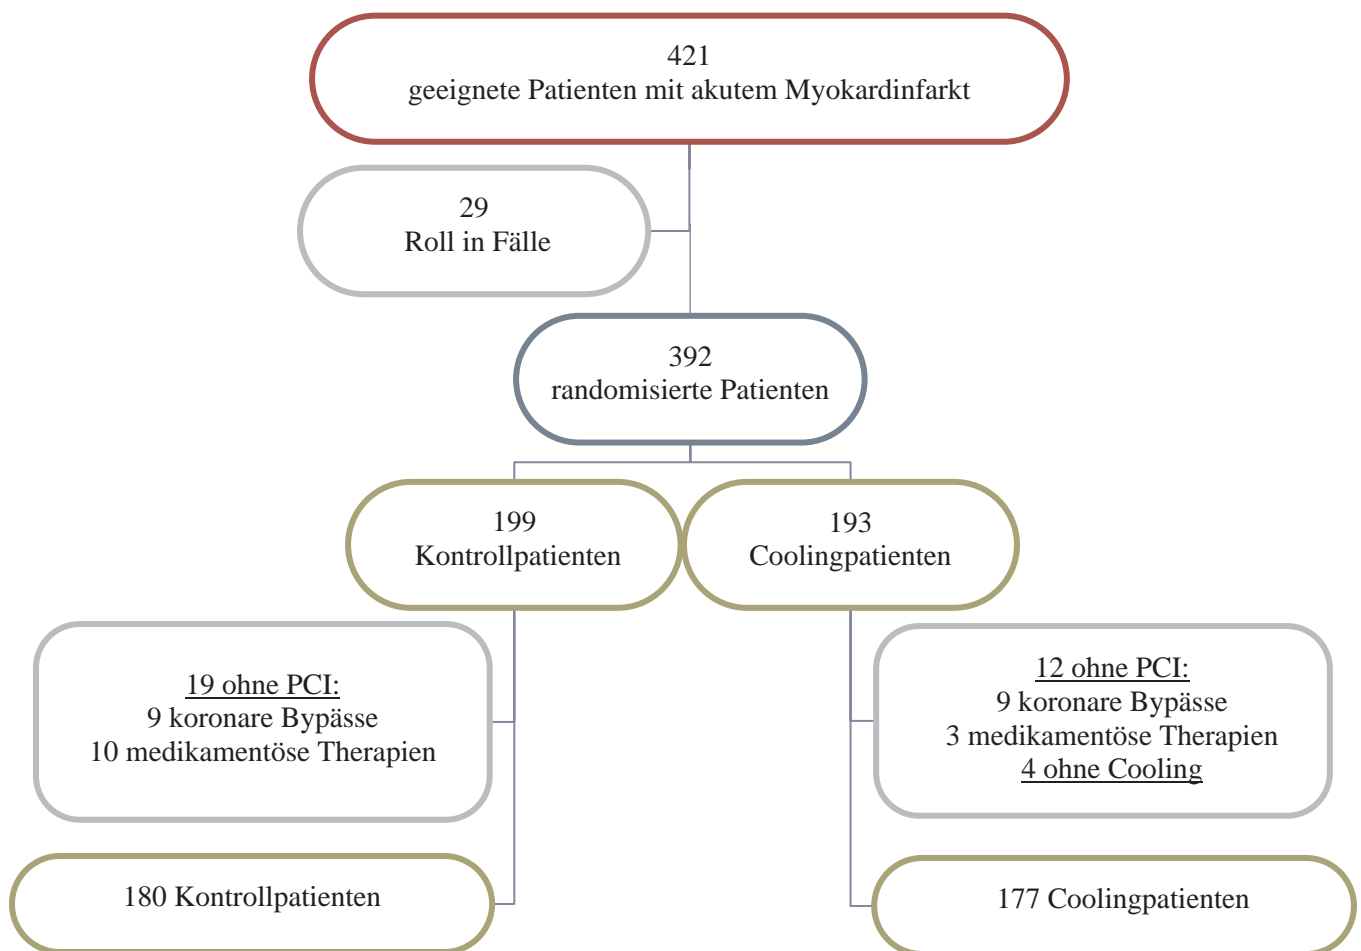 421
geeignete Patienten mit akutem Myokardinfarkt
29
Roll in Fälle
392
randomisierte Patienten
199
Kontrollpatienten
193
Coolingpatienten
19 ohne PCI:
9 koronare Bypässe
10 medikamentöse Therapien
12 ohne PCI:
9 koronare Bypässe
3 medikamentöse Therapien
4 ohne Cooling
180 Kontrollpatienten
177 Coolingpatienten